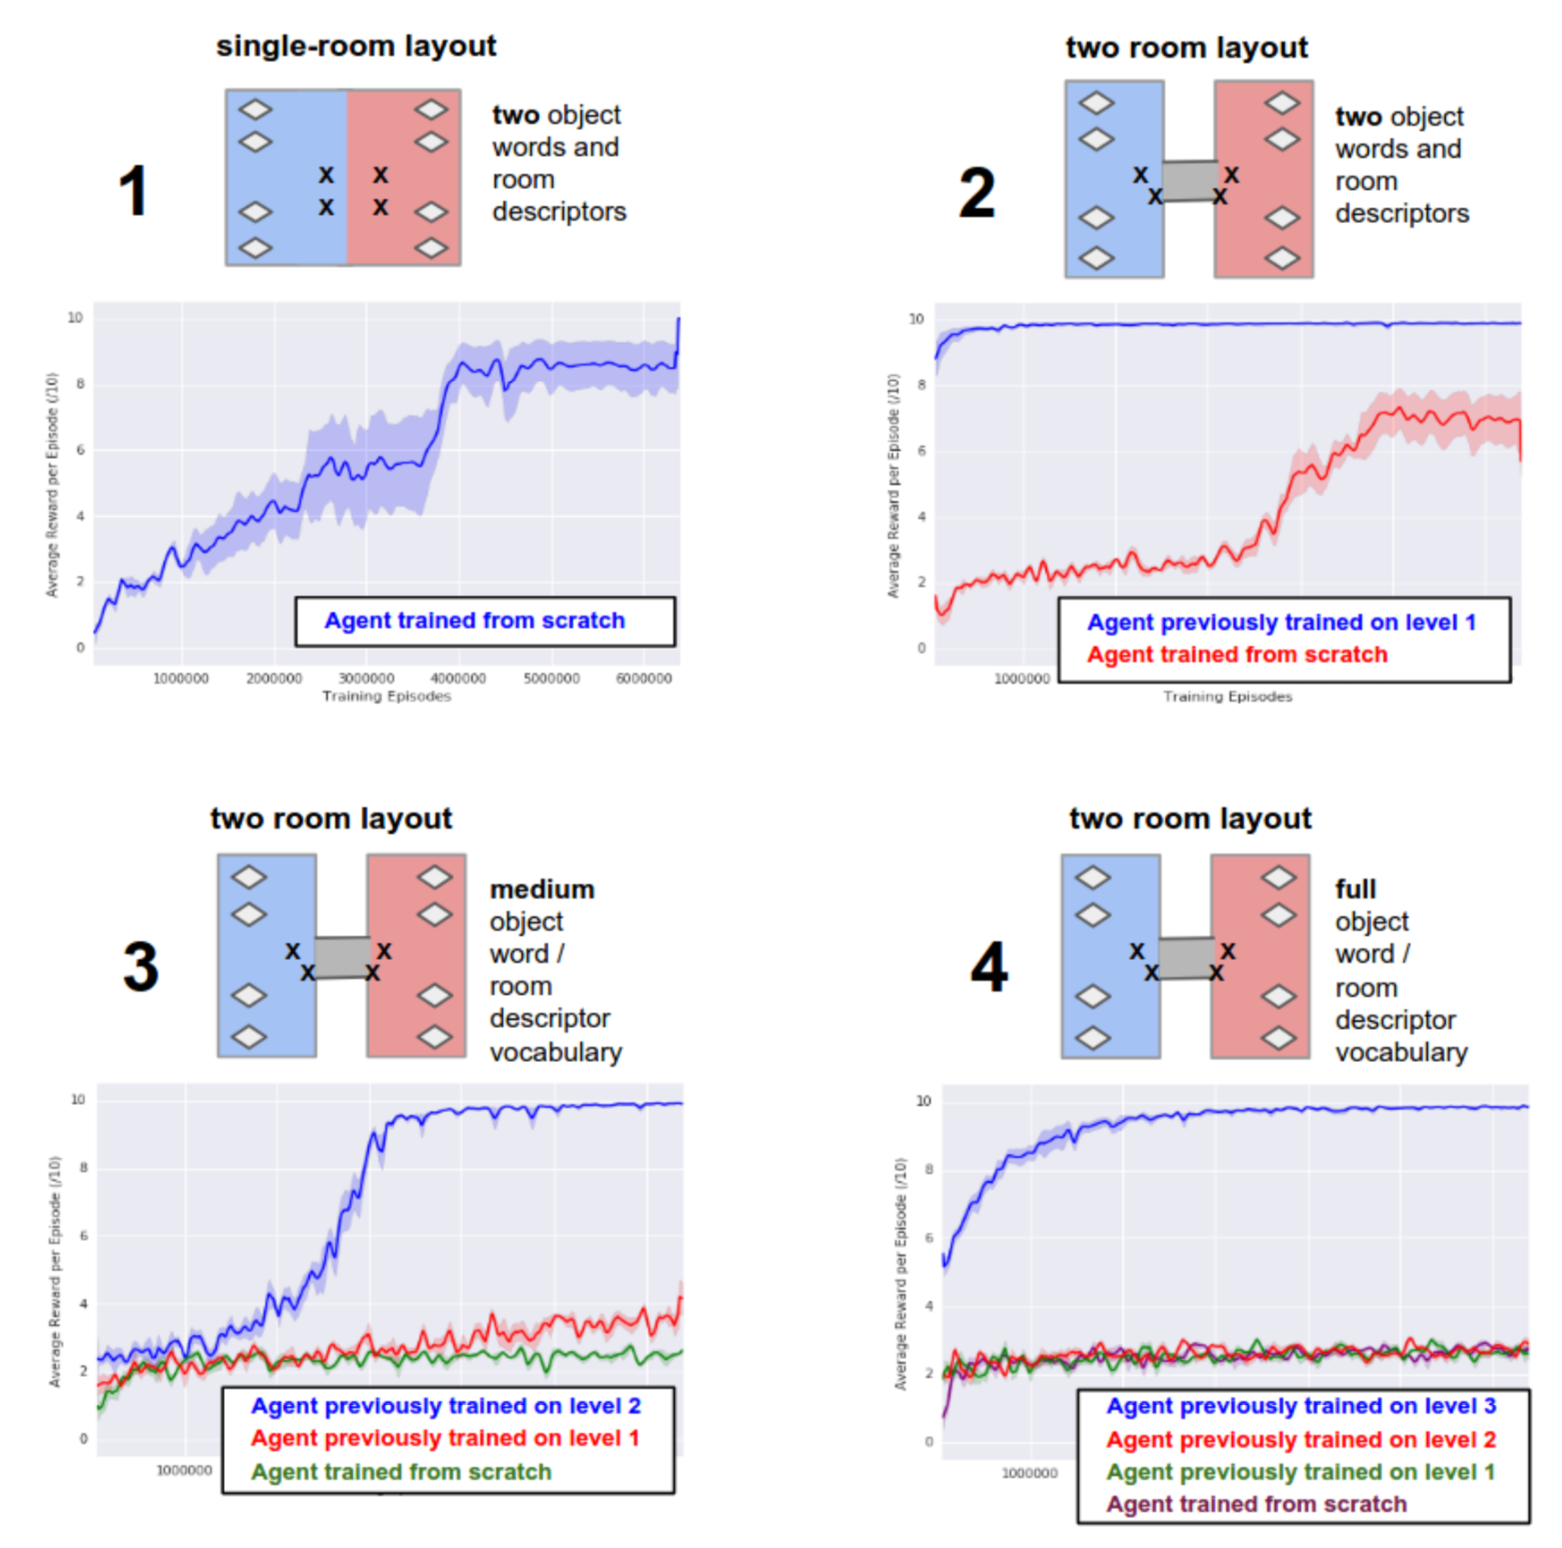 single-room layout
1
x x
x x
two object
words and
room
descriptors
10
8
6
4
2
0
Average Reward per Episode (/10)
Agent trained from scratch
1000000 2000000 3000000 4000000 5000000 6000000
Training Episodes
two room layout
2
x x
x x
two object
words and
room
descriptors
10
8
6
4
2
0
Average Reward per Episode (/10)
Agent previously trained on level 1
Agent trained from scratch
1000000
Training Episodes
two room layout
3
x x
x x
medium
object
word /
room
descriptor
vocabulary
10
8
6
4
2
0
Average Reward per Episode (/10)
Agent previously trained on level 2
Agent previously trained on level 1
Agent trained from scratch
1000000
two room layout
4
x x
x x
full
object
word /
room
descriptor
vocabulary
10
8
6
4
2
0
Average Reward per Episode (/10)
Agent previously trained on level 3
Agent previously trained on level 2
Agent previously trained on level 1
Agent trained from scratch
1000000